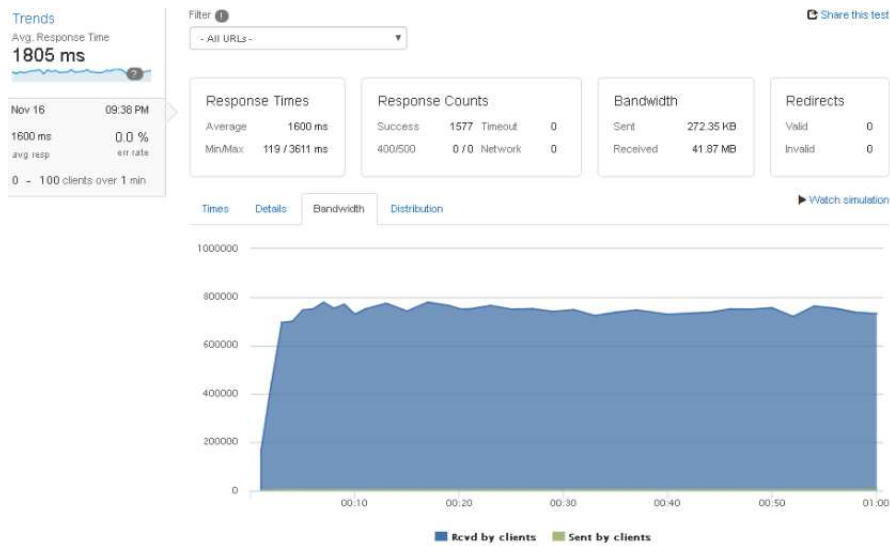 Trends
Avg. Response Time
1805 ms
?
Nov 16 09:38 PM
1600 ms 0.0 %
avg resp err rate
0 - 100 clients over 1 min
Filter !
- All URLs - ▼
Share this test
Response Times
Average 1600 ms
Min/Max 119 / 3611 ms
Response Counts
Success 1577 Timeout 0
400/500 0 / 0 Network 0
Bandwidth
Sent 272.35 KB
Received 41.87 MB
Redirects
Valid 0
Invalid 0
Times Details Bandwidth Distribution
Watch simulation
1000000
800000
600000
400000
200000
0
00:10 00:20 00:30 00:40 00:50 01:00
Rcvd by clients Sent by clients